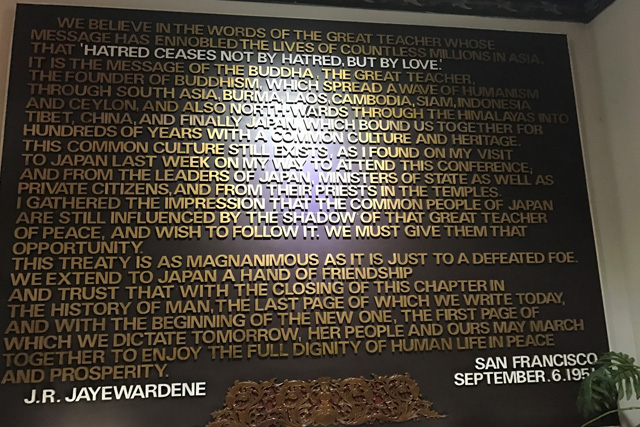 WE BELIEVE IN THE WORDS OF THE GREAT TEACHER WHOSE
MESSAGE HAS ENNOBLED THE LIVES OF COUNTLESS MILLIONS IN ASIA,
THAT 'HATRED CEASES NOT BY HATRED, BUT BY LOVE.'
IT IS THE MESSAGE OF THE BUDDHA, THE GREAT TEACHER,
THE FOUNDER OF BUDDHISM, WHICH SPREAD A WAVE OF HUMANISM
THROUGH SOUTH ASIA, BURMA, LAOS, CAMBODIA, SIAM, INDONESIA
AND CEYLON, AND ALSO NORTHWARDS THROUGH THE HIMALAYAS INTO
TIBET, CHINA, AND FINALLY JAPAN, WHICH BOUND US TOGETHER FOR
HUNDREDS OF YEARS WITH A COMMON CULTURE AND HERITAGE.
THIS COMMON CULTURE STILL EXISTS, AS I FOUND ON MY VISIT
TO JAPAN LAST WEEK ON MY WAY TO ATTEND THIS CONFERENCE,
AND FROM THE LEADERS OF JAPAN, MINISTERS OF STATE AS WELL AS
PRIVATE CITIZENS, AND FROM THEIR PRIESTS IN THE TEMPLES.
I GATHERED THE IMPRESSION THAT THE COMMON PEOPLE OF JAPAN
ARE STILL INFLUENCED BY THE SHADOW OF THAT GREAT TEACHER
OF PEACE, AND WISH TO FOLLOW IT. WE MUST GIVE THEM THAT
OPPORTUNITY.
THIS TREATY IS AS MAGNANIMOUS AS IT IS JUST TO A DEFEATED FOE.
WE EXTEND TO JAPAN A HAND OF FRIENDSHIP
AND TRUST THAT WITH THE CLOSING OF THIS CHAPTER IN
THE HISTORY OF MAN, THE LAST PAGE OF WHICH WE WRITE TODAY,
AND WITH THE BEGINNING OF THE NEW ONE, THE FIRST PAGE OF
WHICH WE DICTATE TOMORROW, HER PEOPLE AND OURS MAY MARCH
TOGETHER TO ENJOY THE FULL DIGNITY OF HUMAN LIFE IN PEACE
AND PROSPERITY.
J.R. JAYEWARDENE
SAN FRANCISCO
SEPTEMBER. 6. 1951